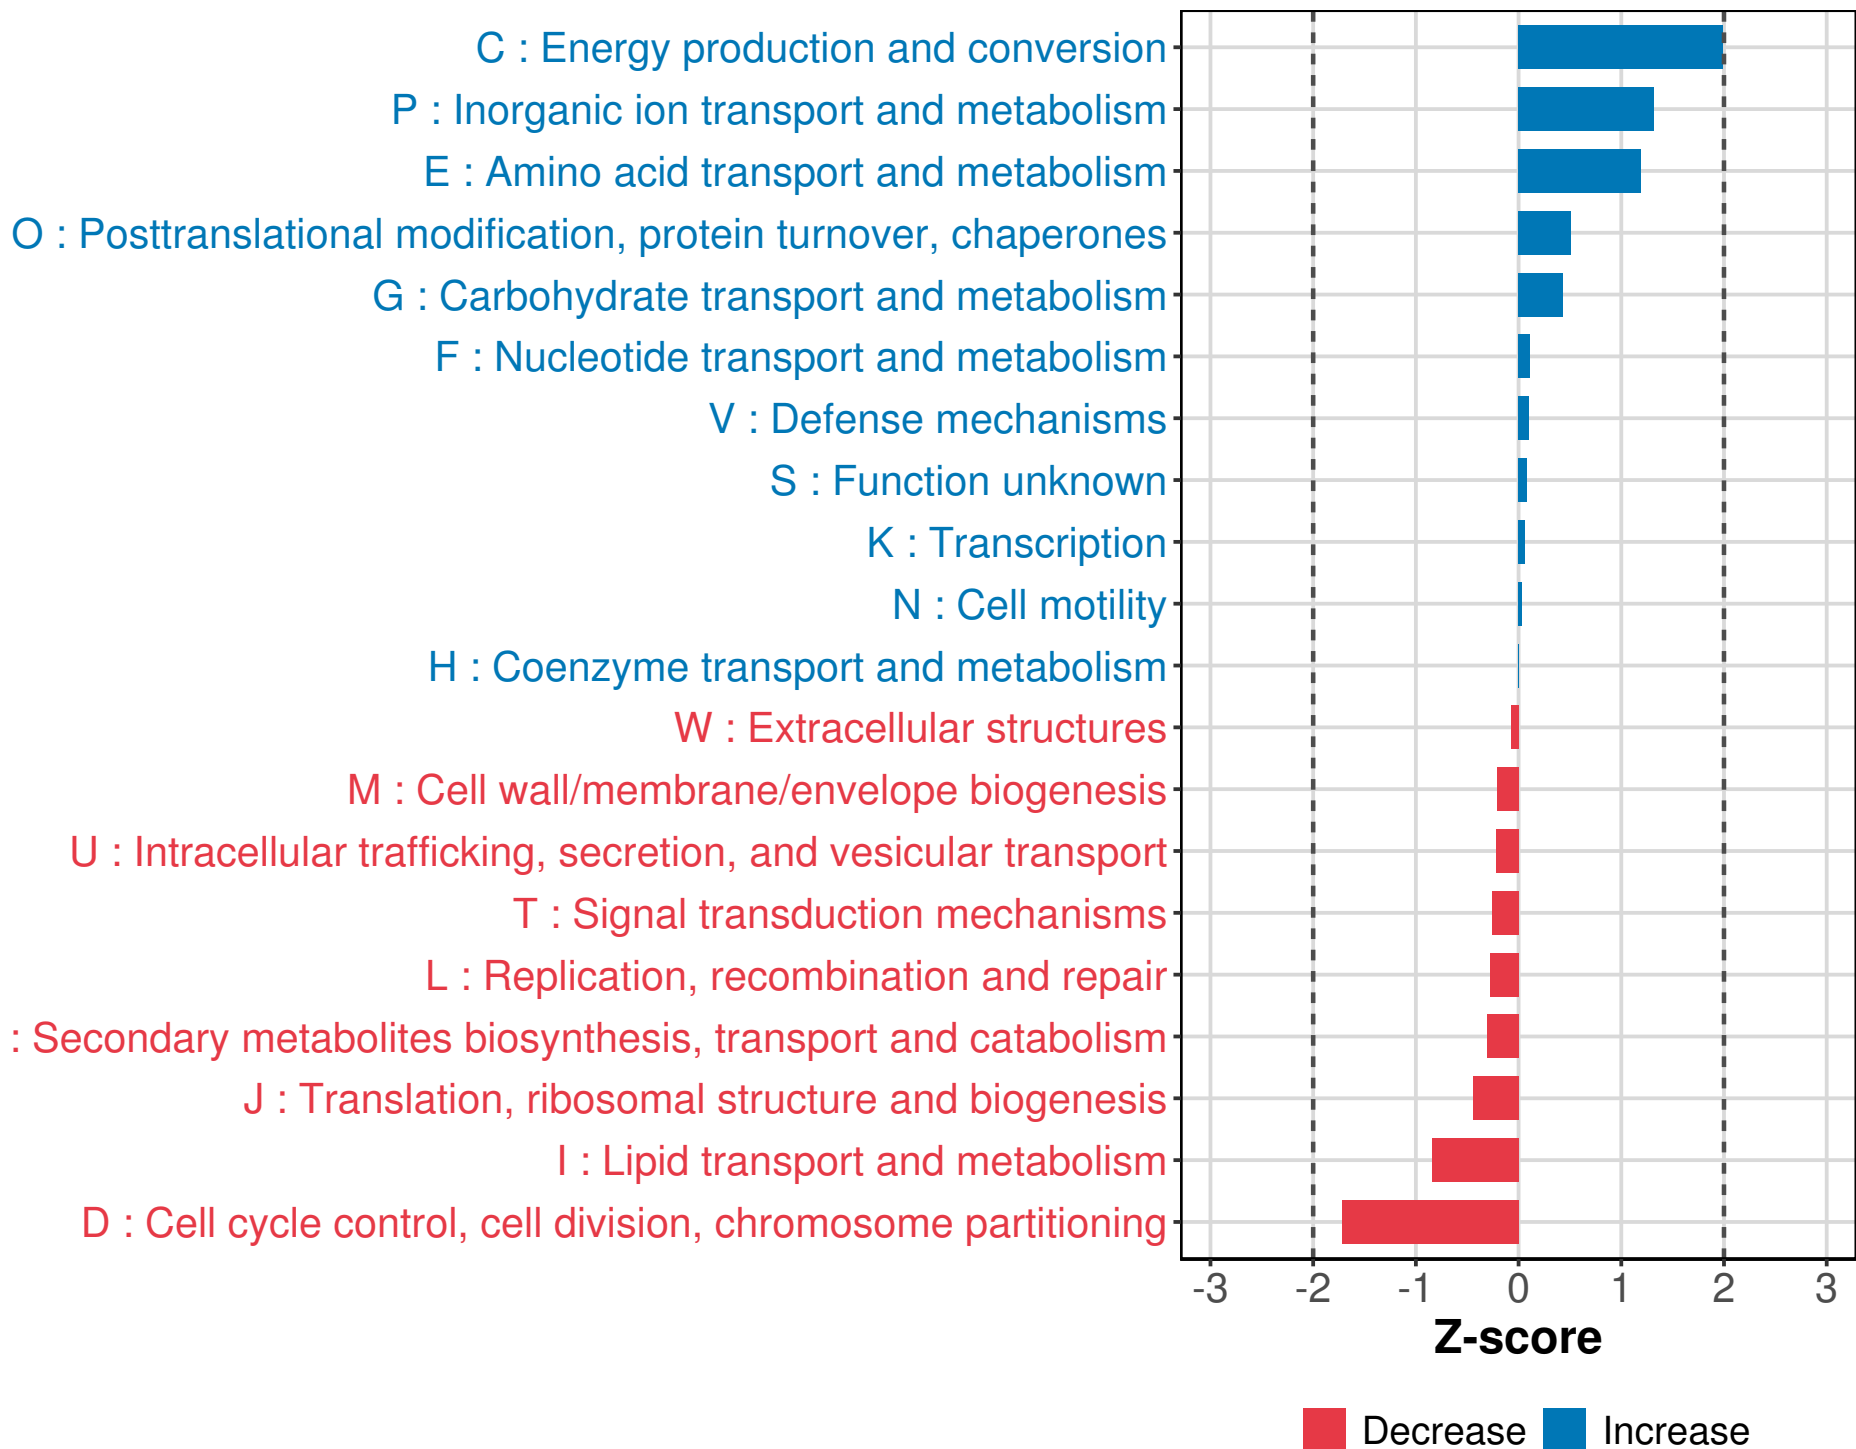 C : Energy production and conversion
P : Inorganic ion transport and metabolism
E : Amino acid transport and metabolism
O : Posttranslational modification, protein turnover, chaperones
G : Carbohydrate transport and metabolism
F : Nucleotide transport and metabolism
V : Defense mechanisms
S : Function unknown
K : Transcription
N : Cell motility
H : Coenzyme transport and metabolism
W : Extracellular structures
M : Cell wall/membrane/envelope biogenesis
U : Intracellular trafficking, secretion, and vesicular transport
T : Signal transduction mechanisms
L : Replication, recombination and repair
: Secondary metabolites biosynthesis, transport and catabolism
J : Translation, ribosomal structure and biogenesis
I : Lipid transport and metabolism
D : Cell cycle control, cell division, chromosome partitioning
-3 -2 -1 0 1 2 3
Z-score
Decrease Increase